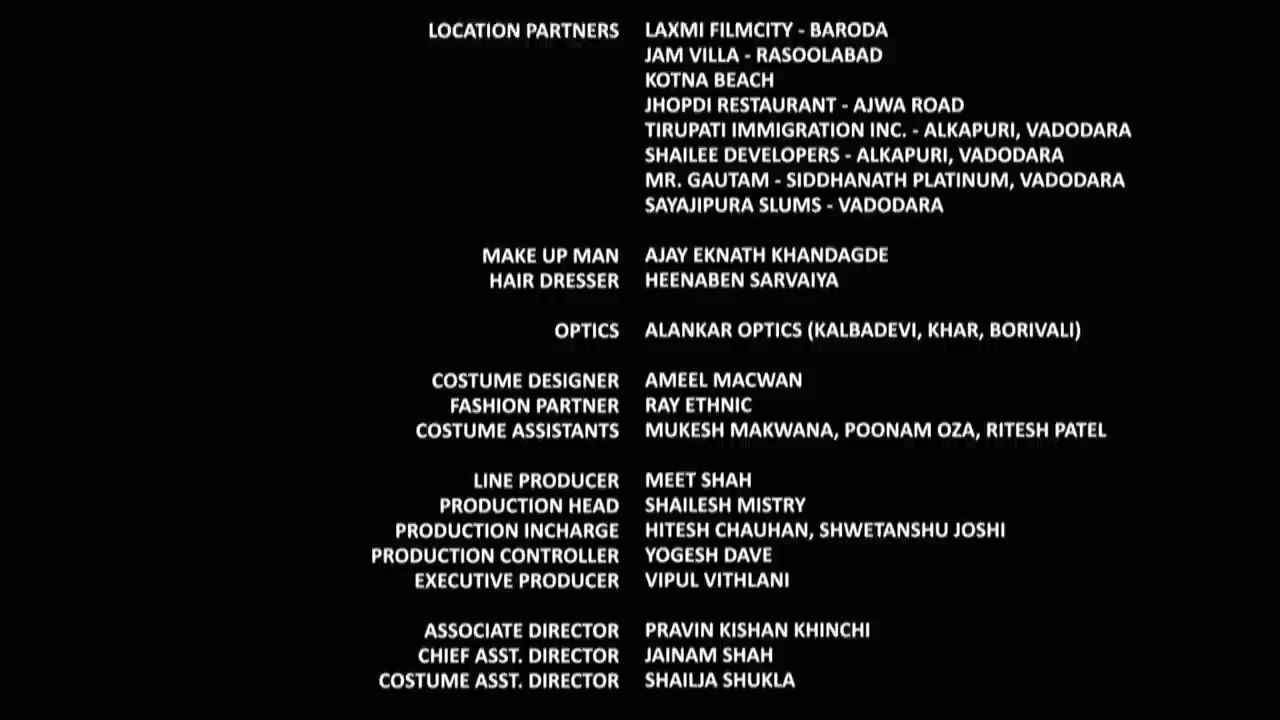 LOCATION PARTNERS LAXMI FILMCITY - BARODA
JAM VILLA - RASOOLABAD
KOTNA BEACH
JHOPDI RESTAURANT - AJWA ROAD
TIRUPATI IMMIGRATION INC. - ALKAPURI, VADODARA
SHAILEE DEVELOPERS - ALKAPURI, VADODARA
MR. GAUTAM - SIDDHANATH PLATINUM, VADODARA
SAYAJIPURA SLUMS - VADODARA
MAKE UP MAN AJAY EKNATH KHANDAGDE
HAIR DRESSER HEENABEN SARVAIYA
OPTICS ALANKAR OPTICS (KALBADEVI, KHAR, BORIVALI)
COSTUME DESIGNER AMEEL MACWAN
FASHION PARTNER RAY ETHNIC
COSTUME ASSISTANTS MUKESH MAKWANA, POONAM OZA, RITESH PATEL
LINE PRODUCER MEET SHAH
PRODUCTION HEAD SHAILESH MISTRY
PRODUCTION INCHARGE HITESH CHAUHAN, SHWETANSHU JOSHI
PRODUCTION CONTROLLER YOGESH DAVE
EXECUTIVE PRODUCER VIPUL VITHLANI
ASSOCIATE DIRECTOR PRAVIN KISHAN KHINCHI
CHIEF ASST. DIRECTOR JAINAM SHAH
COSTUME ASST. DIRECTOR SHAILJA SHUKLA